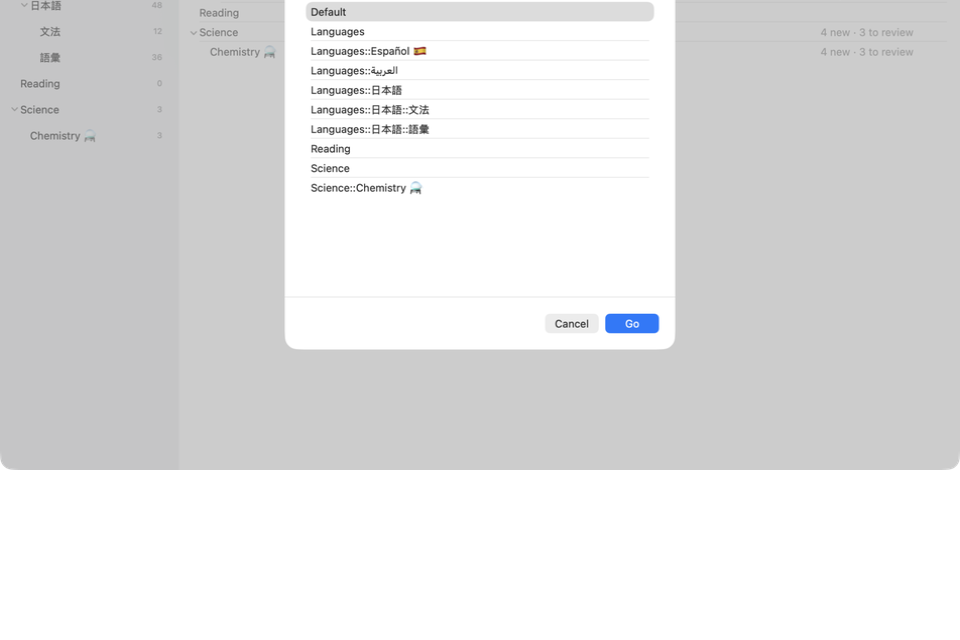 日本語 48
文法 12
語彙 36
Reading 0
Science 3
Chemistry 3
Reading
Science 4 new · 3 to review
Chemistry 4 new · 3 to review
Default
Languages
Languages::Español 🇪🇸
Languages::العربية
Languages::日本語
Languages::日本語::文法
Languages::日本語::語彙
Reading
Science
Science::Chemistry
Cancel Go